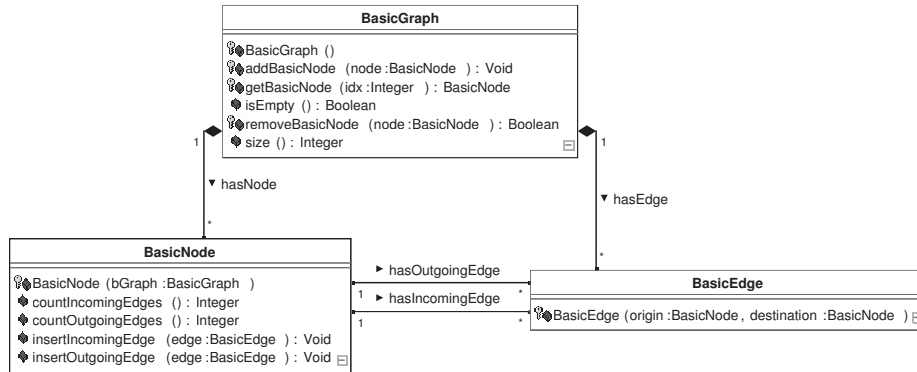 BasicGraph
BasicGraph ()
addBasicNode (node :BasicNode ) : Void
getBasicNode (idx :Integer ) : BasicNode
isEmpty () : Boolean
removeBasicNode (node :BasicNode ) : Boolean
size () : Integer
1
1
▼ hasNode
▼ hasEdge
*
*
BasicNode
BasicNode (bGraph :BasicGraph )
countIncomingEdges () : Integer
countOutgoingEdges () : Integer
insertIncomingEdge (edge :BasicEdge ) : Void
insertOutgoingEdge (edge :BasicEdge ) : Void
► hasOutgoingEdge
1 *
► hasIncomingEdge
1 *
BasicEdge
BasicEdge (origin :BasicNode , destination :BasicNode )